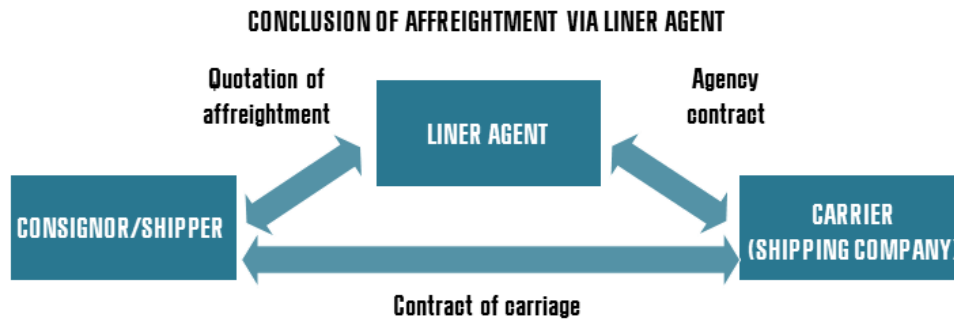 CONCLUSION OF AFFREIGHTMENT VIA LINER AGENT
Quotation of
affreightment
LINER AGENT
Agency
contract
CONSIGNOR/SHIPPER
CARRIER
(SHIPPING COMPANY)
Contract of carriage